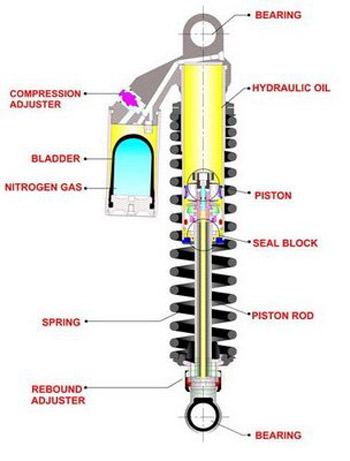 BEARING
COMPRESSION
ADJUSTER
HYDRAULIC OIL
BLADDER
NITROGEN GAS
PISTON
SEAL BLOCK
SPRING
PISTON ROD
REBOUND
ADJUSTER
BEARING